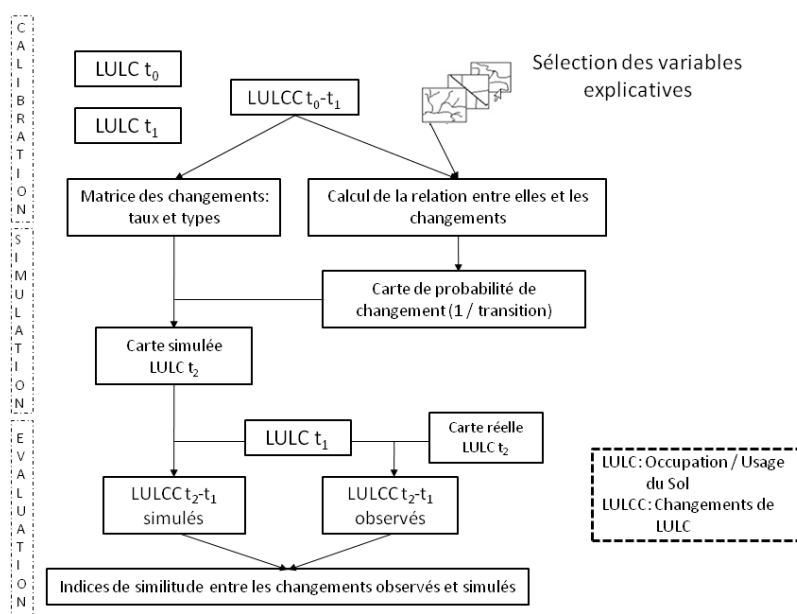 CALIBRATION
LULC t₀
LULC t₁
LULCC t₀-t₁
Sélection des variables
explicatives
Matrice des changements:
taux et types
Calcul de la relation entre elles et les
changements
SIMULATION
Carte de probabilité de
changement (1 / transition)
Carte simulée
LULC t₂
EVALUATION
LULC t₁
Carte réelle
LULC t₂
LULCC t₂-t₁
simulés
LULCC t₂-t₁
observés
Indices de similitude entre les changements observés et simulés
LULC: Occupation / Usage
du Sol
LULCC: Changements de
LULC